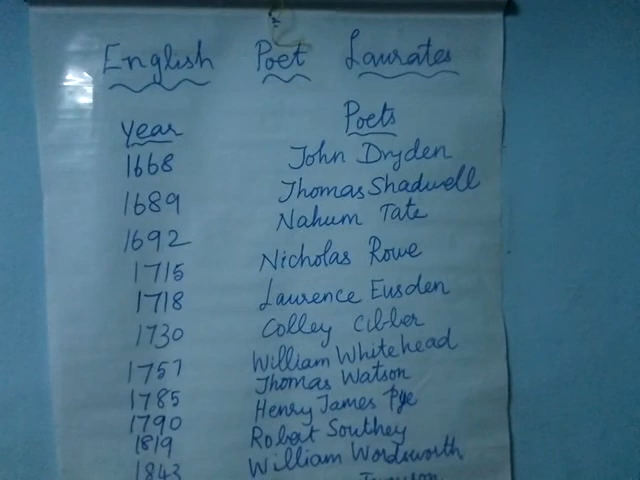 English Poet Laurates
Year Poets
1668 John Dryden
1689 Thomas Shadwell
1692 Nahum Tate
1715 Nicholas Rowe
1718 Laurence Eusden
1730 Colley Cibber
1757 William Whitehead
1785 Thomas Watson
1790 Henry James Pye
1819 Robert Southey
1843 William Wordsworth